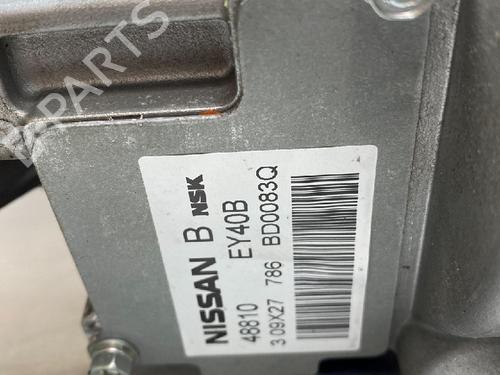 B-PARTS
NISSAN B NSK
48810 EY40B
3 09X27 786 BD0083Q